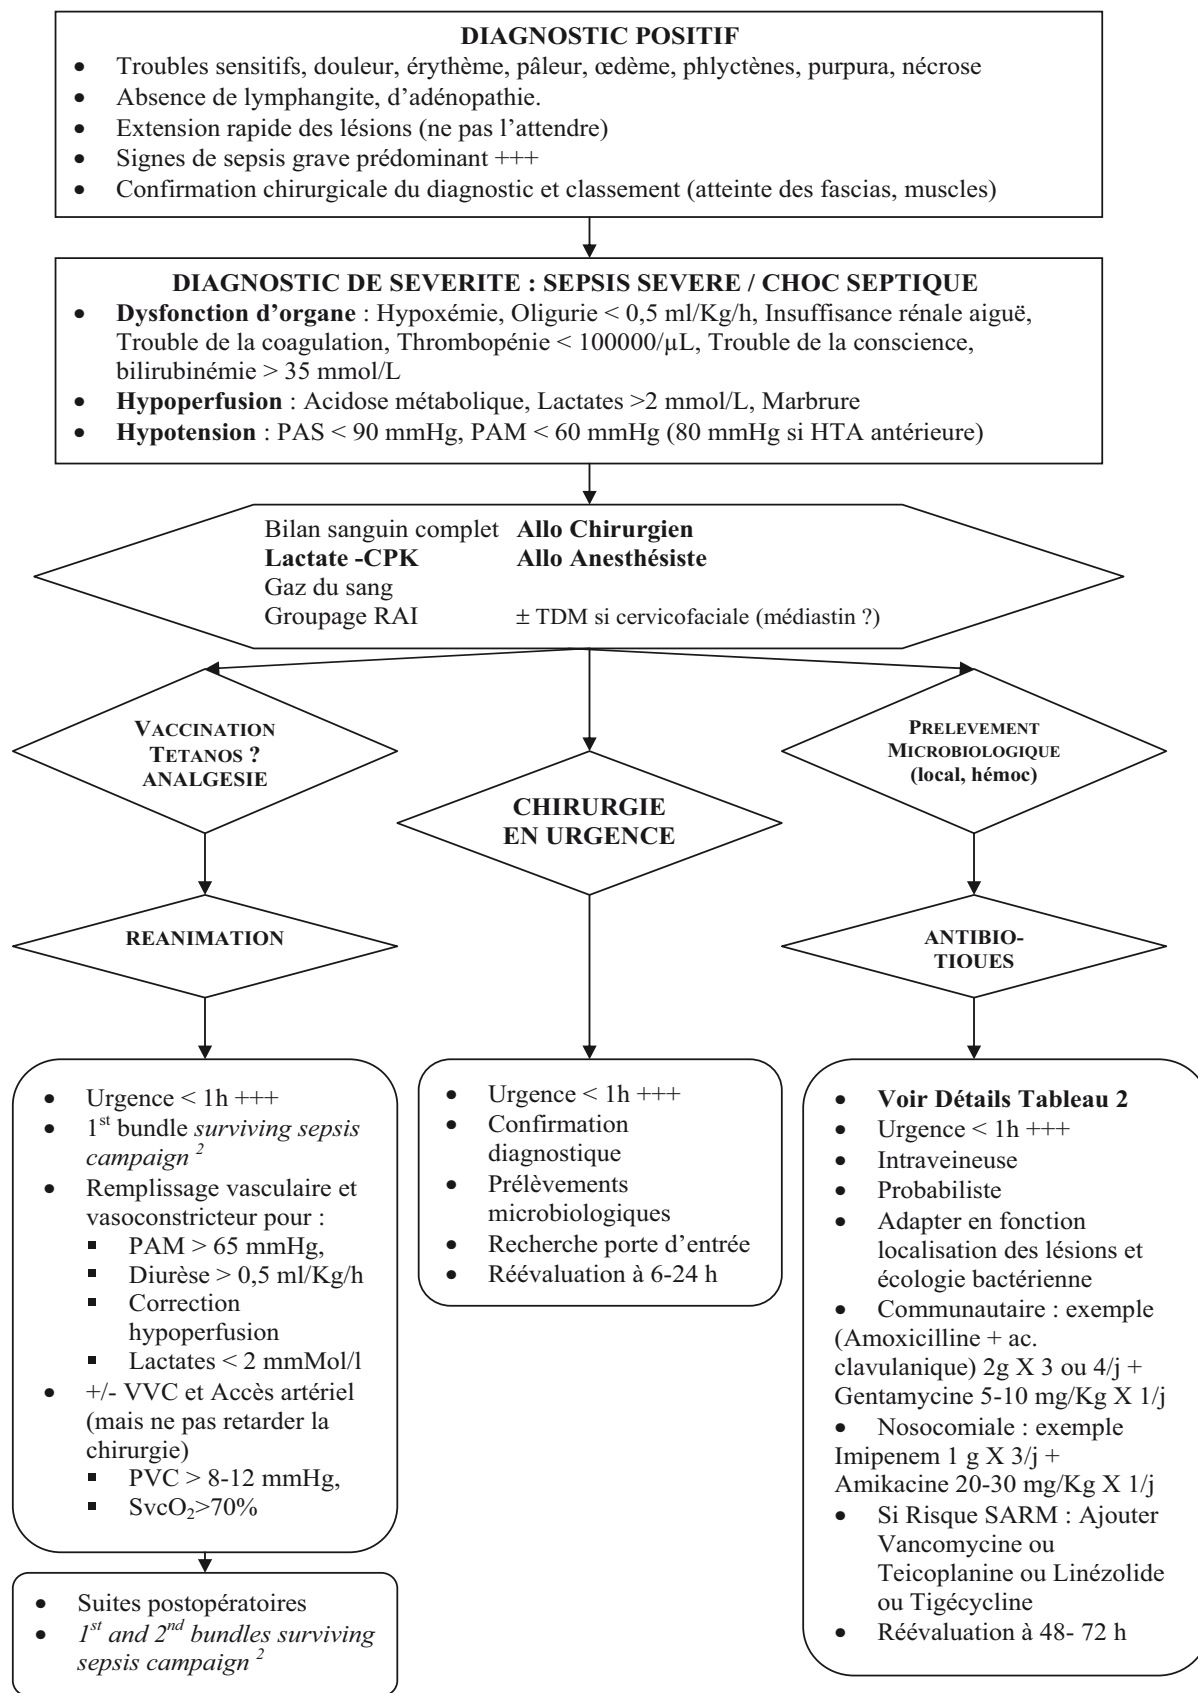 DIAGNOSTIC POSITIF
• Troubles sensitifs, douleur, érythème, pâleur, œdème, phlyctènes, purpura, nécrose
• Absence de lymphangite, d’adénopathie.
• Extension rapide des lésions (ne pas l’attendre)
• Signes de sepsis grave prédominant +++
• Confirmation chirurgicale du diagnostic et classement (atteinte des fascias, muscles)
DIAGNOSTIC DE SEVERITE : SEPSIS SEVERE / CHOC SEPTIQUE
• Dysfonction d’organe : Hypoxémie, Oligurie < 0,5 ml/Kg/h, Insuffisance rénale aiguë,
Trouble de la coagulation, Thrombopénie < 100000/µL, Trouble de la conscience,
bilirubinémie > 35 mmol/L
• Hypoperfusion : Acidose métabolique, Lactates >2 mmol/L, Marbrure
• Hypotension : PAS < 90 mmHg, PAM < 60 mmHg (80 mmHg si HTA antérieure)
Bilan sanguin complet Allo Chirurgien
Lactate -CPK Allo Anesthésiste
Gaz du sang
Groupage RAI ± TDM si cervicofaciale (médiastin ?)
VACCINATION
TETANOS ?
ANALGESIE
CHIRURGIE
EN URGENCE
PRELEVEMENT
MICROBIOLOGIQUE
(local, hémoc)
REANIMATION
ANTIBIO-
TIOUES
• Urgence < 1h +++
• 1st bundle surviving sepsis
campaign 2
• Remplissage vasculaire et
vasoconstricteur pour :
▪ PAM > 65 mmHg,
▪ Diurèse > 0,5 ml/Kg/h
▪ Correction
hypoperfusion
▪ Lactates < 2 mmMol/l
• +/- VVC et Accès artériel
(mais ne pas retarder la
chirurgie)
▪ PVC > 8-12 mmHg,
▪ SvcO2>70%
• Suites postopératoires
• 1st and 2nd bundles surviving
sepsis campaign 2
• Urgence < 1h +++
• Confirmation
diagnostique
• Prélèvements
microbiologiques
• Recherche porte d’entrée
• Réévaluation à 6-24 h
• Voir Détails Tableau 2
• Urgence < 1h +++
• Intraveineuse
• Probabiliste
• Adapter en fonction
localisation des lésions et
écologie bactérienne
• Communautaire : exemple
(Amoxicilline + ac.
clavulanique) 2g X 3 ou 4/j +
Gentamycine 5-10 mg/Kg X 1/j
• Nosocomiale : exemple
Imipenem 1 g X 3/j +
Amikacine 20-30 mg/Kg X 1/j
• Si Risque SARM : Ajouter
Vancomycine ou
Teicoplanine ou Linézolide
ou Tigécycline
• Réévaluation à 48- 72 h